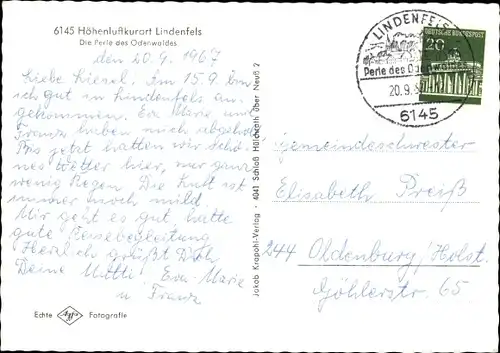 6145 Höhenluftkurort Lindenfels
Die Perle des Odenwaldes
den 20.9.1967
Liebe Liesel. Am 15.9. bin
ich gut in Lindenfels an-
gekommen. Eva-Marie und
Franz haben mich abgeholt
Bis jetzt hatten wir schö-
nes Wetter hier, nur ganz
wenig Regen. Die Luft ist
immer noch mild.
Mir geht es gut, hatte
gute Reisebegleitung
Herzlich grüßt Dich
Deine Mutti. Eva-Marie
u Franz
Echte Agfa Fotografie
Jakob Krapohl-Verlag - 4041 Schloß Hülchrath über Neuß 2
LINDENFELS
Perle des Odenwaldes
20.9.
6145
DEUTSCHE BUNDESPOST
20
Gemeindeschwester
Elisabeth Preiß
244 Oldenburg/Holst.
Göhlerstr. 65